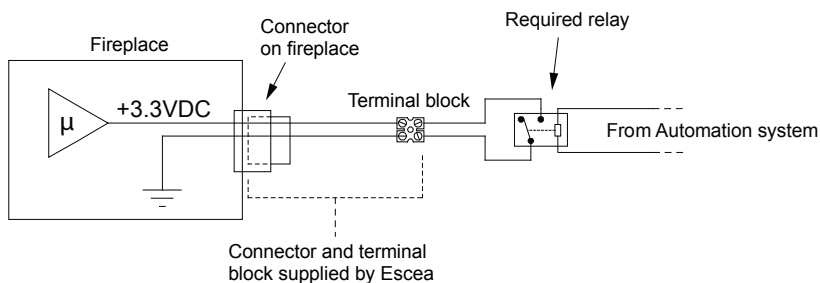 Fireplace
Connector
on fireplace
Required relay
+3.3VDC
μ
Terminal block
From Automation system
Connector and terminal
block supplied by Escea